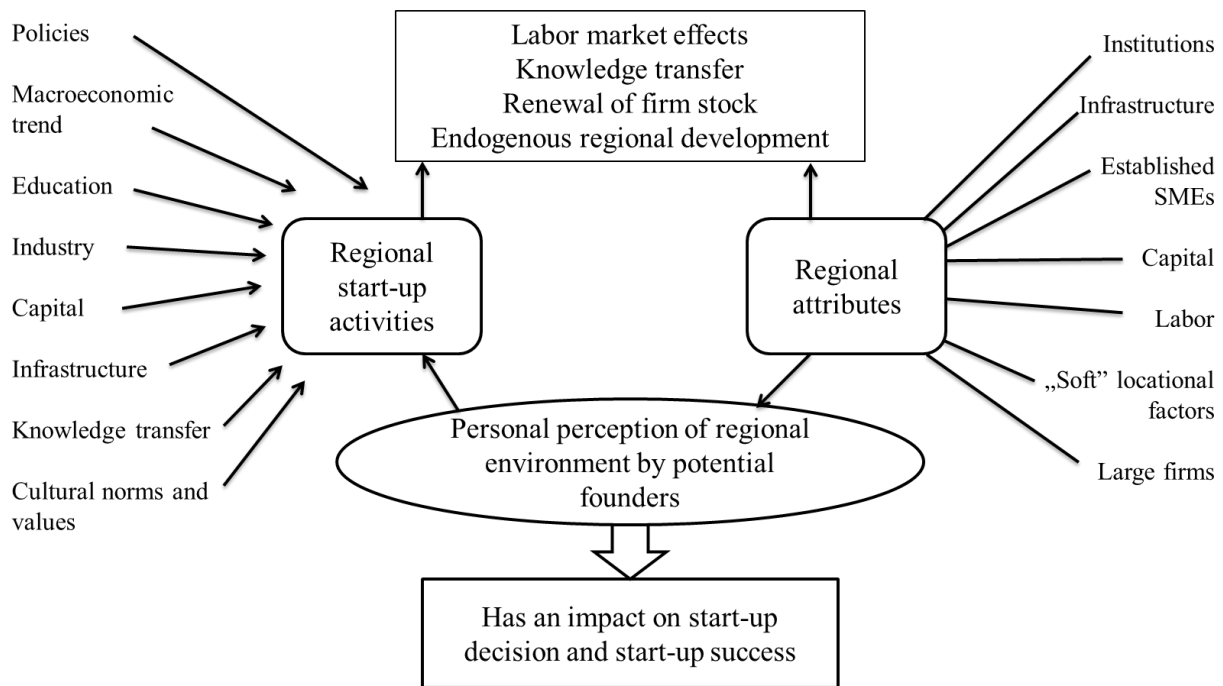 Policies
Macroeconomic
trend
Education
Industry
Capital
Infrastructure
Knowledge transfer
Cultural norms and
values
Labor market effects
Knowledge transfer
Renewal of firm stock
Endogenous regional development
Regional
start-up
activities
Regional
attributes
Personal perception of regional
environment by potential
founders
Has an impact on start-up
decision and start-up success
Institutions
Infrastructure
Established
SMEs
Capital
Labor
„Soft” locational
factors
Large firms